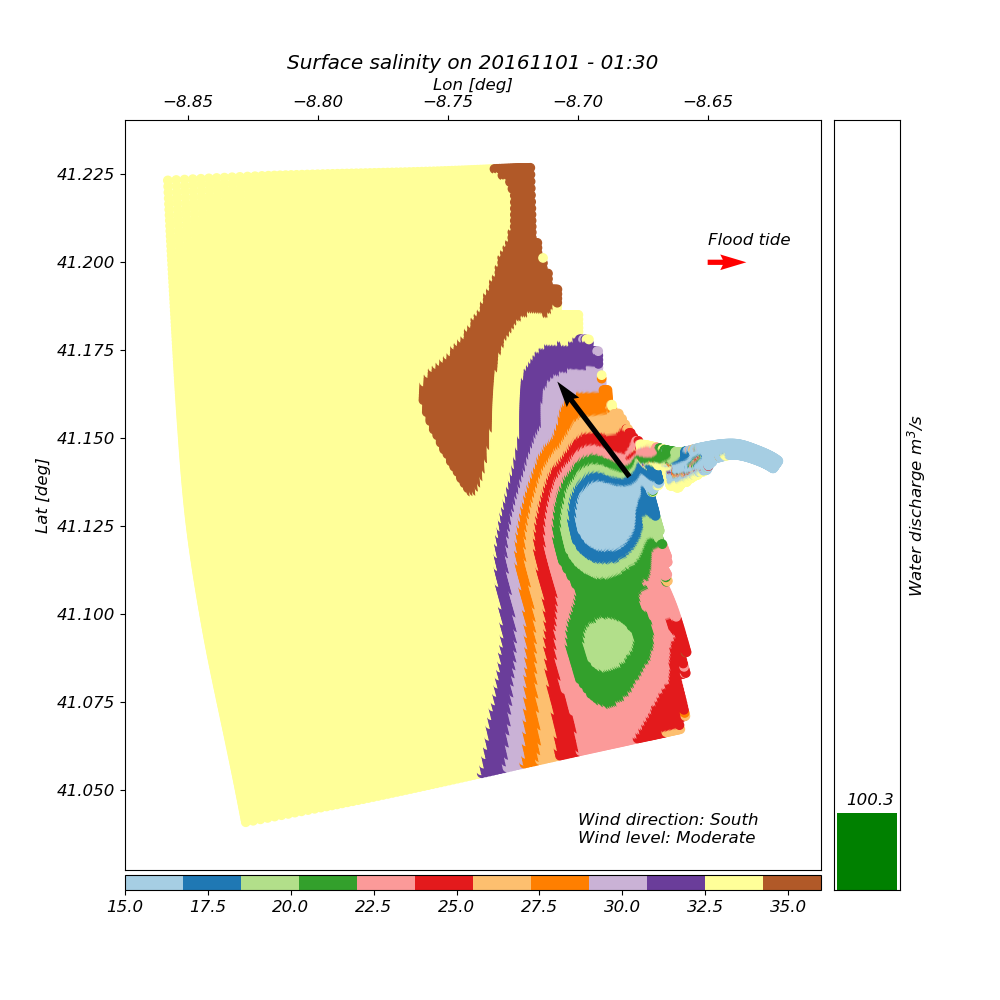 Surface salinity on 20161101 - 01:30
Lon [deg]
−8.85 −8.80 −8.75 −8.70 −8.65
41.225
41.200
41.175
41.150
41.125
41.100
41.075
41.050
Lat [deg]
Flood tide
Wind direction: South
Wind level: Moderate
100.3
Water discharge m³/s
15.0 17.5 20.0 22.5 25.0 27.5 30.0 32.5 35.0